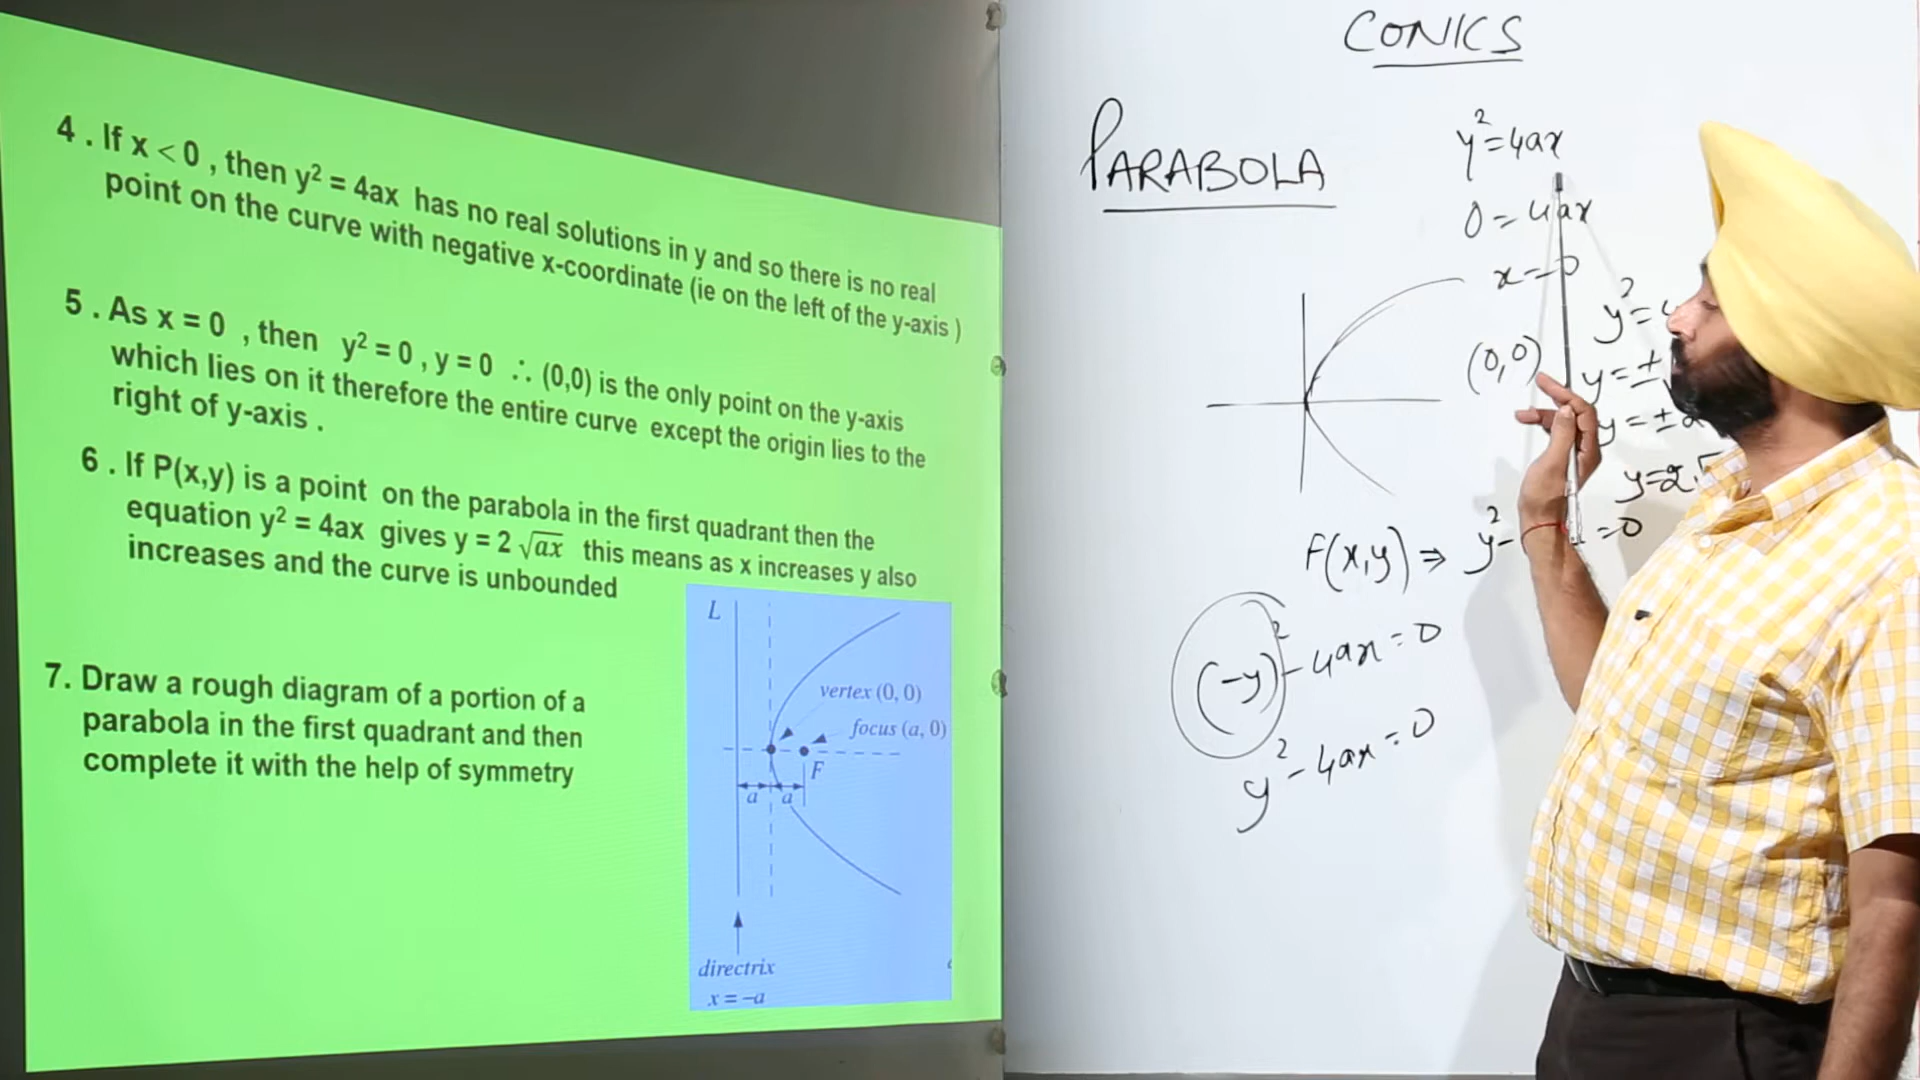 4 . If x < 0 , then y² = 4ax has no real solutions in y and so there is no real
point on the curve with negative x-coordinate (ie on the left of the y-axis )
5 . As x = 0 , then y² = 0 , y = 0 ∴ (0,0) is the only point on the y-axis
which lies on it therefore the entire curve except the origin lies to the
right of y-axis .
6 . If P(x,y) is a point on the parabola in the first quadrant then the
equation y² = 4ax gives y = 2 √ax this means as x increases y also
increases and the curve is unbounded
7. Draw a rough diagram of a portion of a
parabola in the first quadrant and then
complete it with the help of symmetry
L
vertex (0, 0)
focus (a, 0)
F
a a
directrix
x = –a
CONICS
PARABOLA
y² = 4ax
0 = 4ax
x = 0
(0,0)
y² =
y = ±
y = ±
y = 2√
F(x,y) ⇒ y² - = 0
(-y)² - 4ax = 0
y² - 4ax = 0